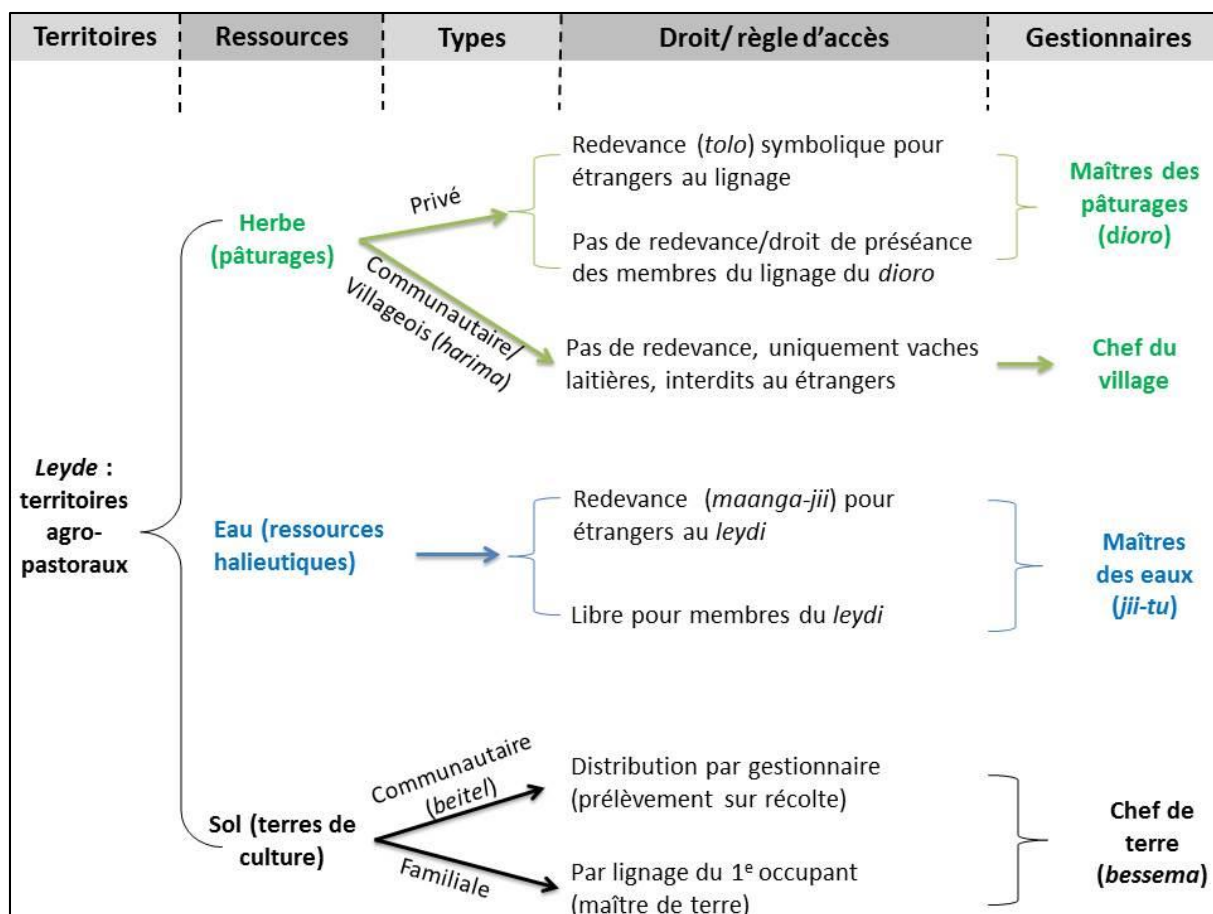 Territoires Ressources Types Droit/ règle d'accès Gestionnaires
Redevance (tolo) symbolique pour
étrangers au lignage
Privé
Herbe
(pâturages)
Pas de redevance/droit de préséance
des membres du lignage du dioro
Maîtres des
pâturages
(dioro)
Communautaire/
Villageois (harima)
Pas de redevance, uniquement vaches
laitières, interdits au étrangers
Chef du
village
Leyde :
territoires
agro-
pastoraux
Eau (ressources
halieutiques)
Redevance (maanga-jii) pour
étrangers au leydi
Libre pour membres du leydi
Maîtres
des eaux
(jii-tu)
Sol (terres de
culture)
Communautaire
(beitel)
Distribution par gestionnaire
(prélèvement sur récolte)
Familiale
Par lignage du 1e occupant
(maître de terre)
Chef de
terre
(bessema)